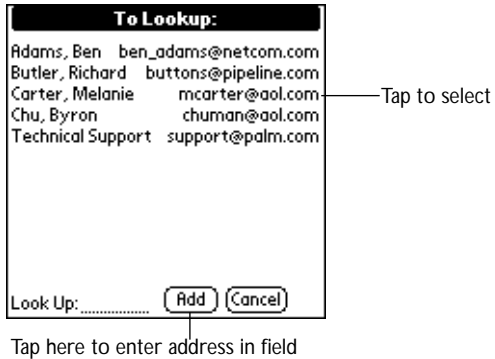 To Lookup:
Adams, Ben ben_adams@netcom.com
Butler, Richard buttons@pipeline.com
Carter, Melanie mcarter@aol.com
Tap to select
Chu, Byron chuman@aol.com
Technical Support support@palm.com
Look Up: Add Cancel
Tap here to enter address in field